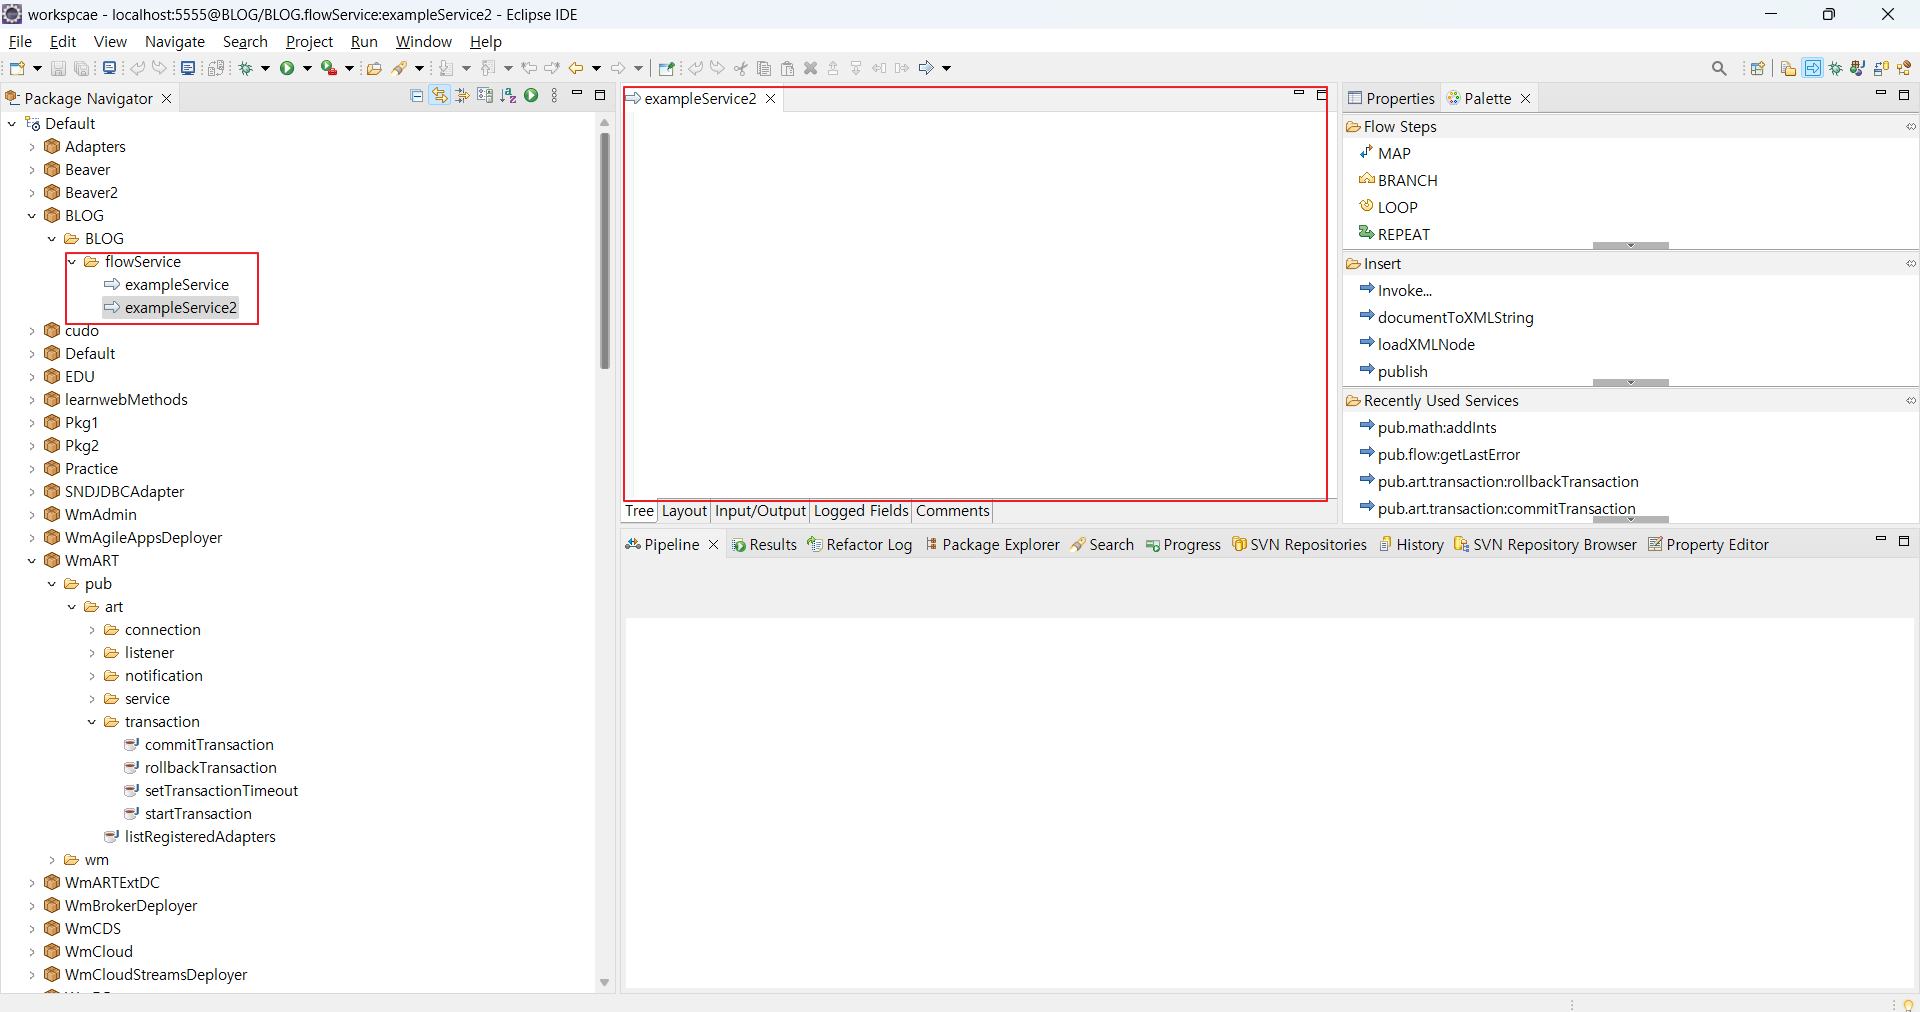 workspcae - localhost:5555@BLOG/BLOG.flowService:exampleService2 - Eclipse IDE
File Edit View Navigate Search Project Run Window Help
Package Navigator
Default
Adapters
Beaver
Beaver2
BLOG
BLOG
flowService
exampleService
exampleService2
cudo
Default
EDU
learnwebMethods
Pkg1
Pkg2
Practice
SNDJDBCAdapter
WmAdmin
WmAgileAppsDeployer
WmART
pub
art
connection
listener
notification
service
transaction
commitTransaction
rollbackTransaction
setTransactionTimeout
startTransaction
listRegisteredAdapters
wm
WmARTExtDC
WmBrokerDeployer
WmCDS
WmCloud
WmCloudStreamsDeployer
exampleService2
Tree Layout Input/Output Logged Fields Comments
Properties Palette
Flow Steps
MAP
BRANCH
LOOP
REPEAT
Insert
Invoke...
documentToXMLString
loadXMLNode
publish
Recently Used Services
pub.math:addInts
pub.flow:getLastError
pub.art.transaction:rollbackTransaction
pub.art.transaction:commitTransaction
Pipeline Results Refactor Log Package Explorer Search Progress SVN Repositories History SVN Repository Browser Property Editor